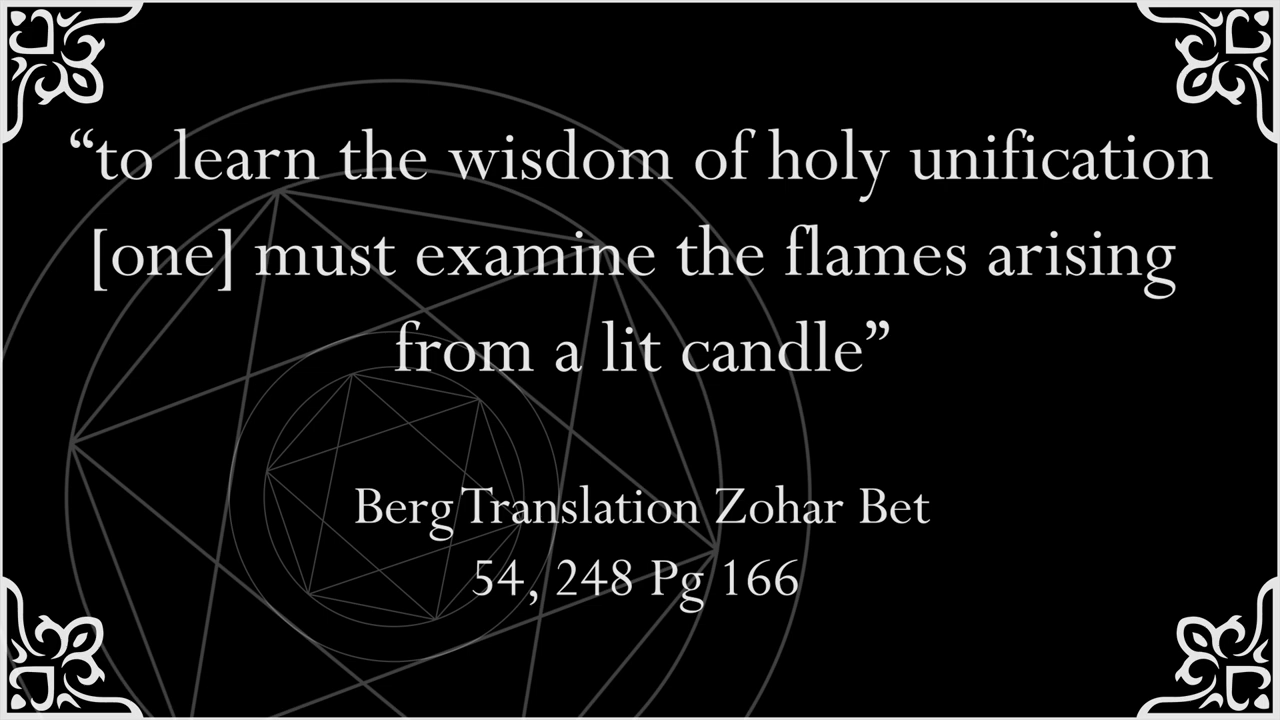 “to learn the wisdom of holy unification
[one] must examine the flames arising
from a lit candle”
Berg Translation Zohar Bet
54, 248 Pg 166